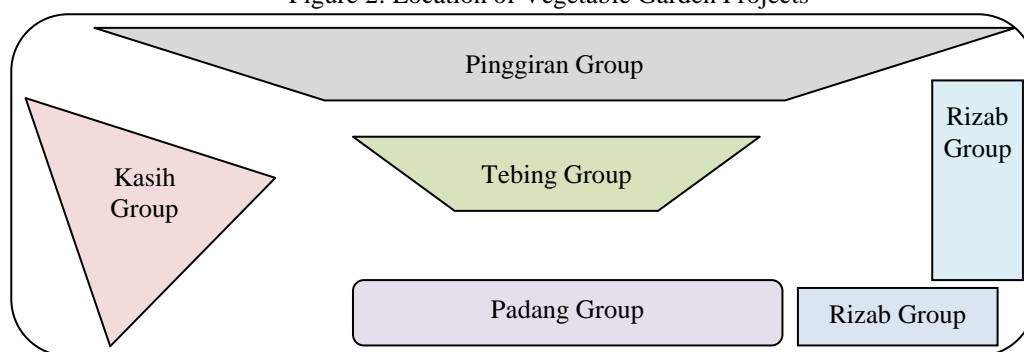 Figure 2: Location of Vegetable Garden Projects
Pinggiran Group
Rizab
Group
Kasih
Group
Tebing Group
Padang Group
Rizab Group